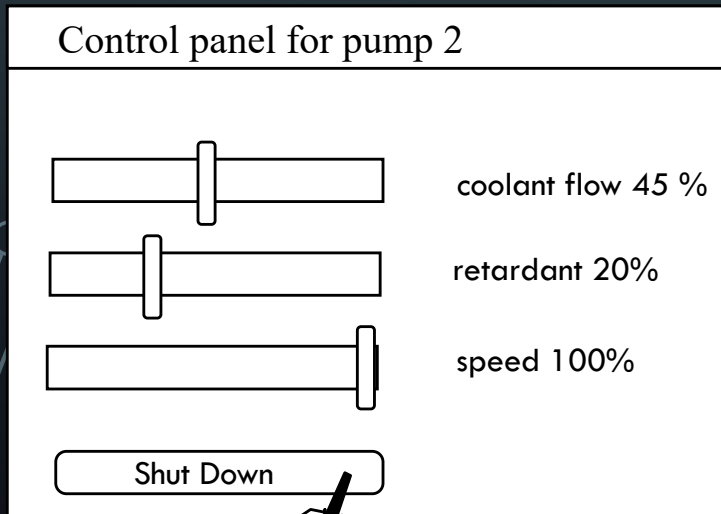 Control panel for pump 2
coolant flow 45 %
retardant 20%
speed 100%
Shut Down